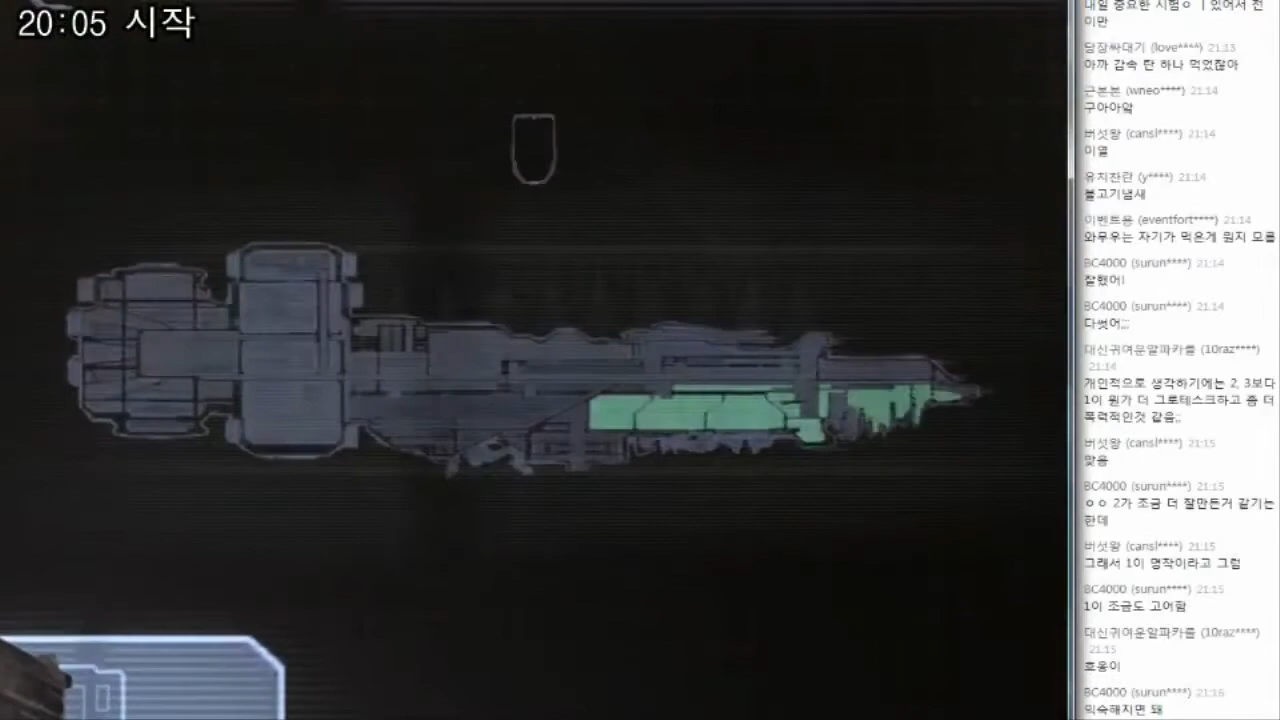 20:05 시작
내일 중요한 시험ㅇ ㅣ 있어서 전
이만
당장싸대기 (love****) 21:13
아까 감속 탄 하나 먹었잖아
근본본 (wneo****) 21:14
구아아악
버섯왕 (cansl****) 21:14
이열
유치찬란 (y****) 21:14
불고기냄새
이벤트용 (eventfort****) 21:14
와무우는 자기가 먹은게 뭔지 모를
BC4000 (surun****) 21:14
잘했어!
BC4000 (surun****) 21:14
다썻어;;;
대신귀여운알파카를 (10raz****)
21:14
개인적으로 생각하기에는 2, 3보다
1이 뭔가 더 그로테스크하고 좀 더
폭력적인것 같음;;
버섯왕 (cansl****) 21:15
맞음
BC4000 (surun****) 21:15
ㅇㅇ 2가 조금 더 잘만든거 같기는
한데
버섯왕 (cansl****) 21:15
그래서 1이 명작이라고 그럼
BC4000 (surun****) 21:15
1이 조금도 고어함
대신귀여운알파카를 (10raz****)
21:15
호옹이
BC4000 (surun****) 21:16
익숙해지면 돼